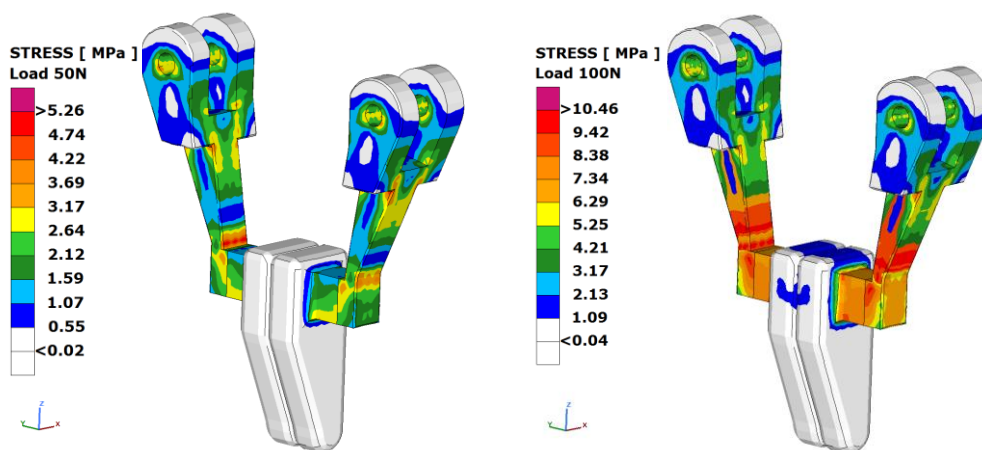 STRESS [ MPa ]
Load 50N
>5.26
4.74
4.22
3.69
3.17
2.64
2.12
1.59
1.07
0.55
<0.02
Z
Y
X
STRESS [ MPa ]
Load 100N
>10.46
9.42
8.38
7.34
6.29
5.25
4.21
3.17
2.13
1.09
<0.04
Z
Y
X